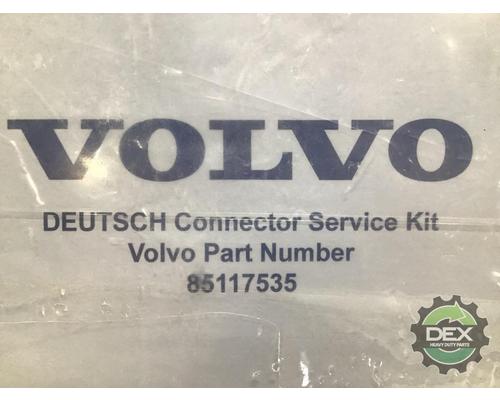 VOLVO
DEUTSCH Connector Service Kit
Volvo Part Number
85117535
DEX
HEAVY DUTY PARTS